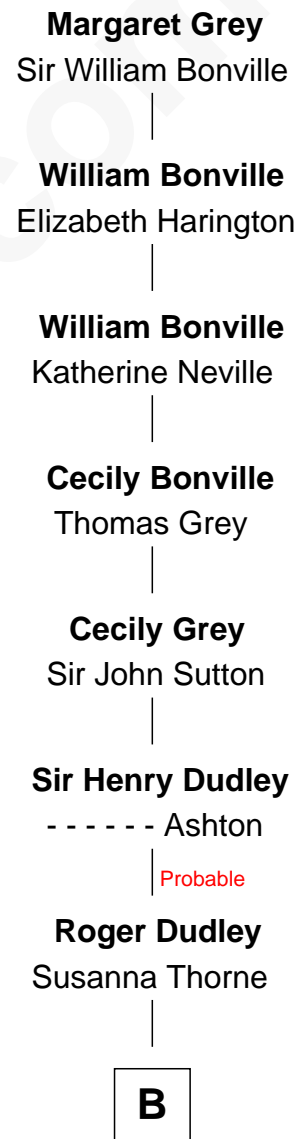 Margaret Grey
Sir William Bonville
William Bonville
Elizabeth Harington
William Bonville
Katherine Neville
Cecily Bonville
Thomas Grey
Cecily Grey
Sir John Sutton
Sir Henry Dudley
- - - - - - Ashton
Probable
Roger Dudley
Susanna Thorne
B